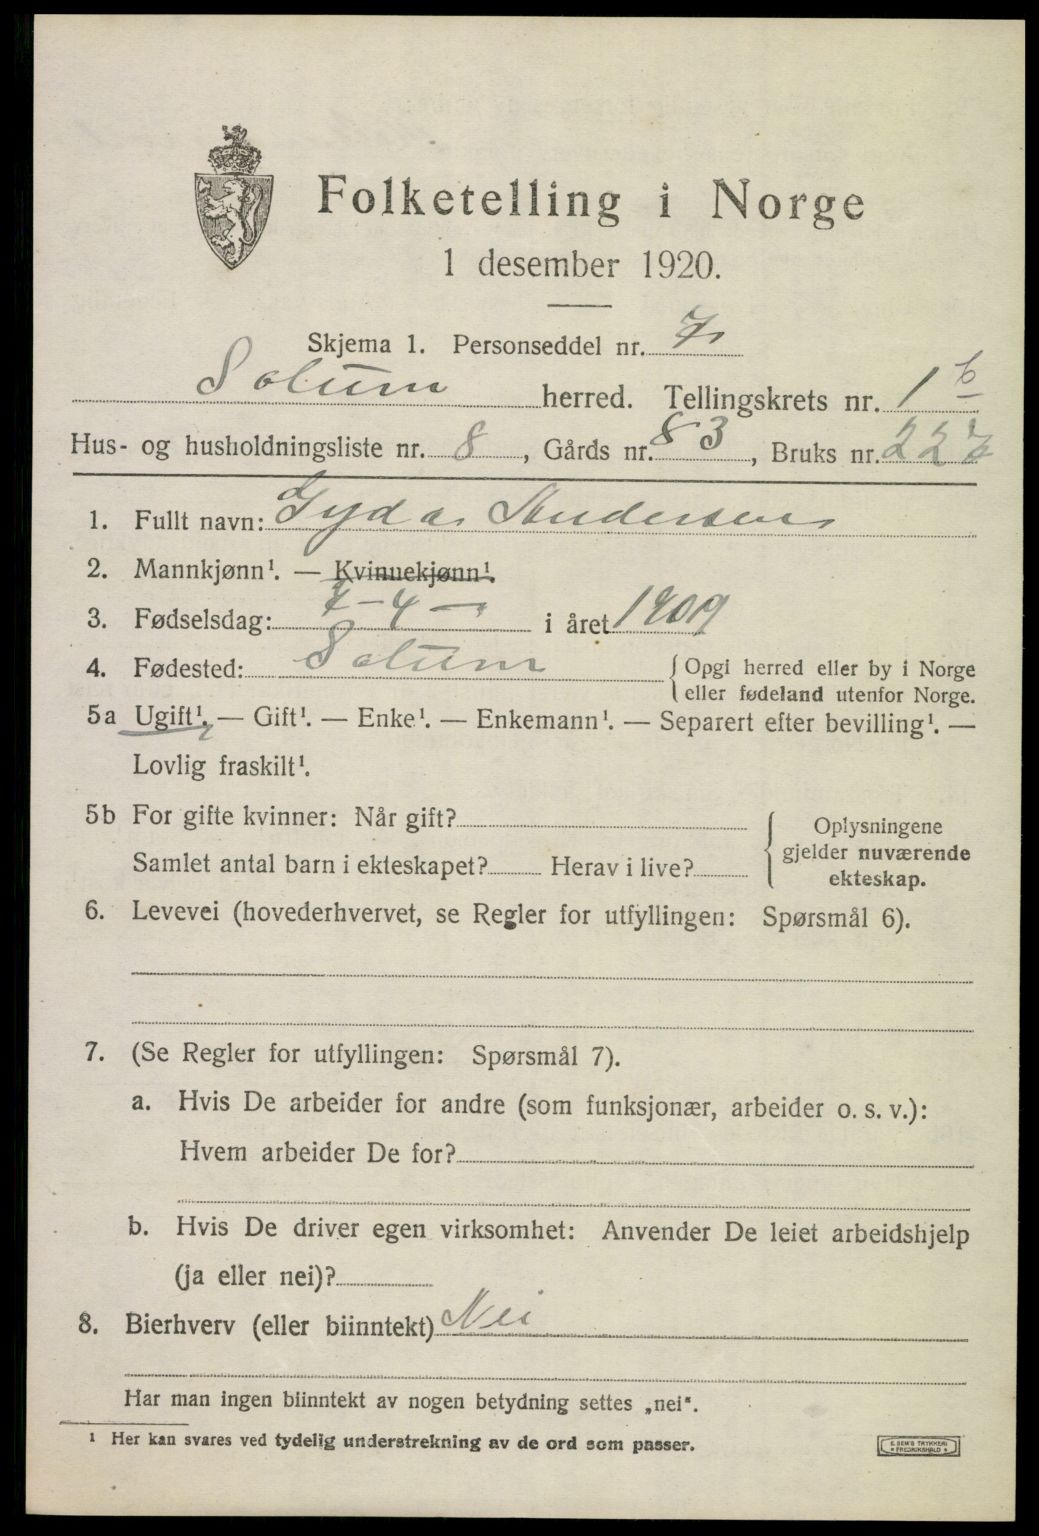 Folketelling i Norge
1 desember 1920.
Skjema 1. Personseddel nr. 7
Solum herred. Tellingskrets nr. 1 b
Hus- og husholdningsliste nr. 8, Gårds nr. 83, Bruks nr. 227
1. Fullt navn: Gyda Andersen
2. Mannkjønn¹. — Kvinnekjønn¹.
3. Fødselsdag: 7-4- i året 1909
4. Fødested: Solum { Opgi herred eller by i Norge
eller fødeland utenfor Norge.
5a Ugift¹. — Gift¹. — Enke¹. — Enkemann¹. — Separert efter bevilling¹. —
Lovlig fraskilt¹.
5b For gifte kvinner: Når gift?
Samlet antal barn i ekteskapet? Herav i live?
Oplysningene
gjelder nuværende
ekteskap.
6. Levevei (hovederhvervet, se Regler for utfyllingen: Spørsmål 6).
7. (Se Regler for utfyllingen: Spørsmål 7).
a. Hvis De arbeider for andre (som funksjonær, arbeider o. s. v.):
Hvem arbeider De for?
b. Hvis De driver egen virksomhet: Anvender De leiet arbeidshjelp
(ja eller nei)?
8. Bierhverv (eller biinntekt) Nei
Har man ingen biinntekt av nogen betydning settes „nei".
¹ Her kan svares ved tydelig understrekning av de ord som passer.
E. SEM'S TRYKKERI
FREDRIKSHALD